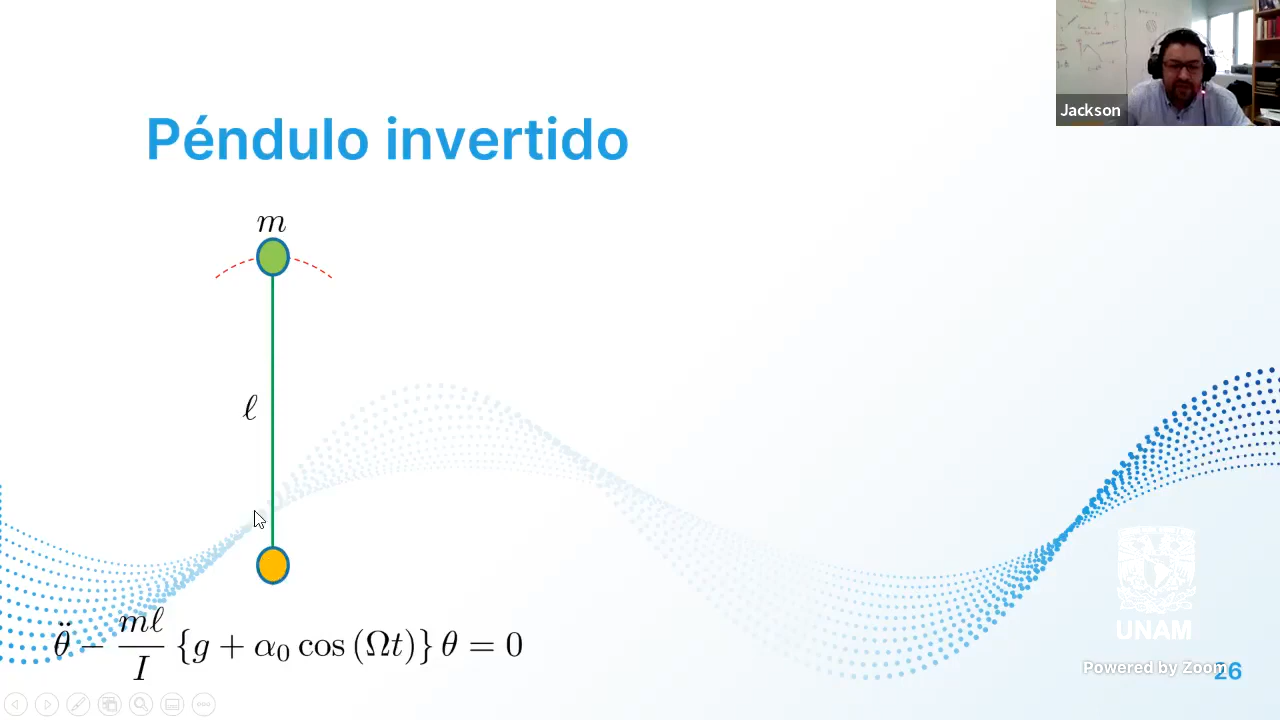 Jackson
Péndulo invertido
m
ℓ
θ̈ − mℓ/I {g + α₀ cos (Ωt)} θ = 0
UNAM
Powered by Zoom
26